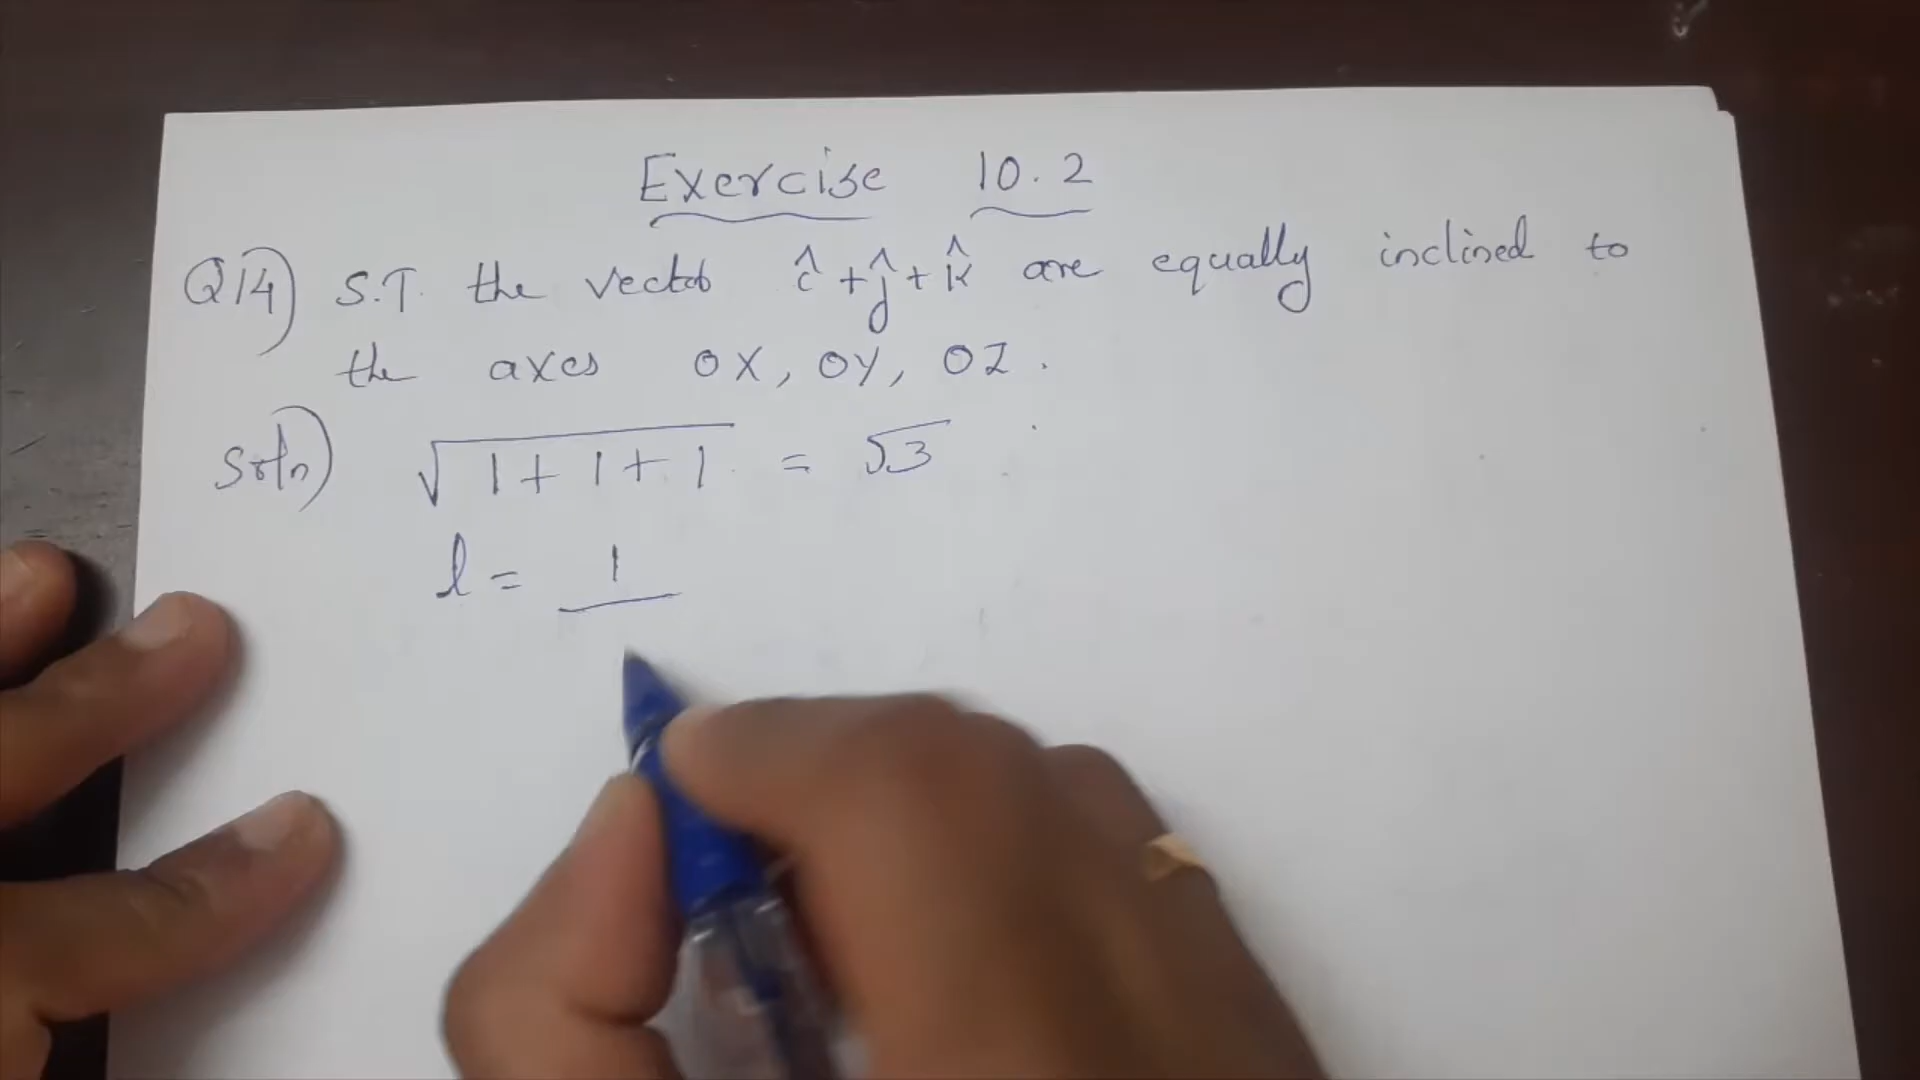 Exercise 10.2
Q14) S.T. the vector î + ĵ + k̂ are equally inclined to
the axes OX, OY, OZ.
Soln) √1+1+1 = √3
l = 1